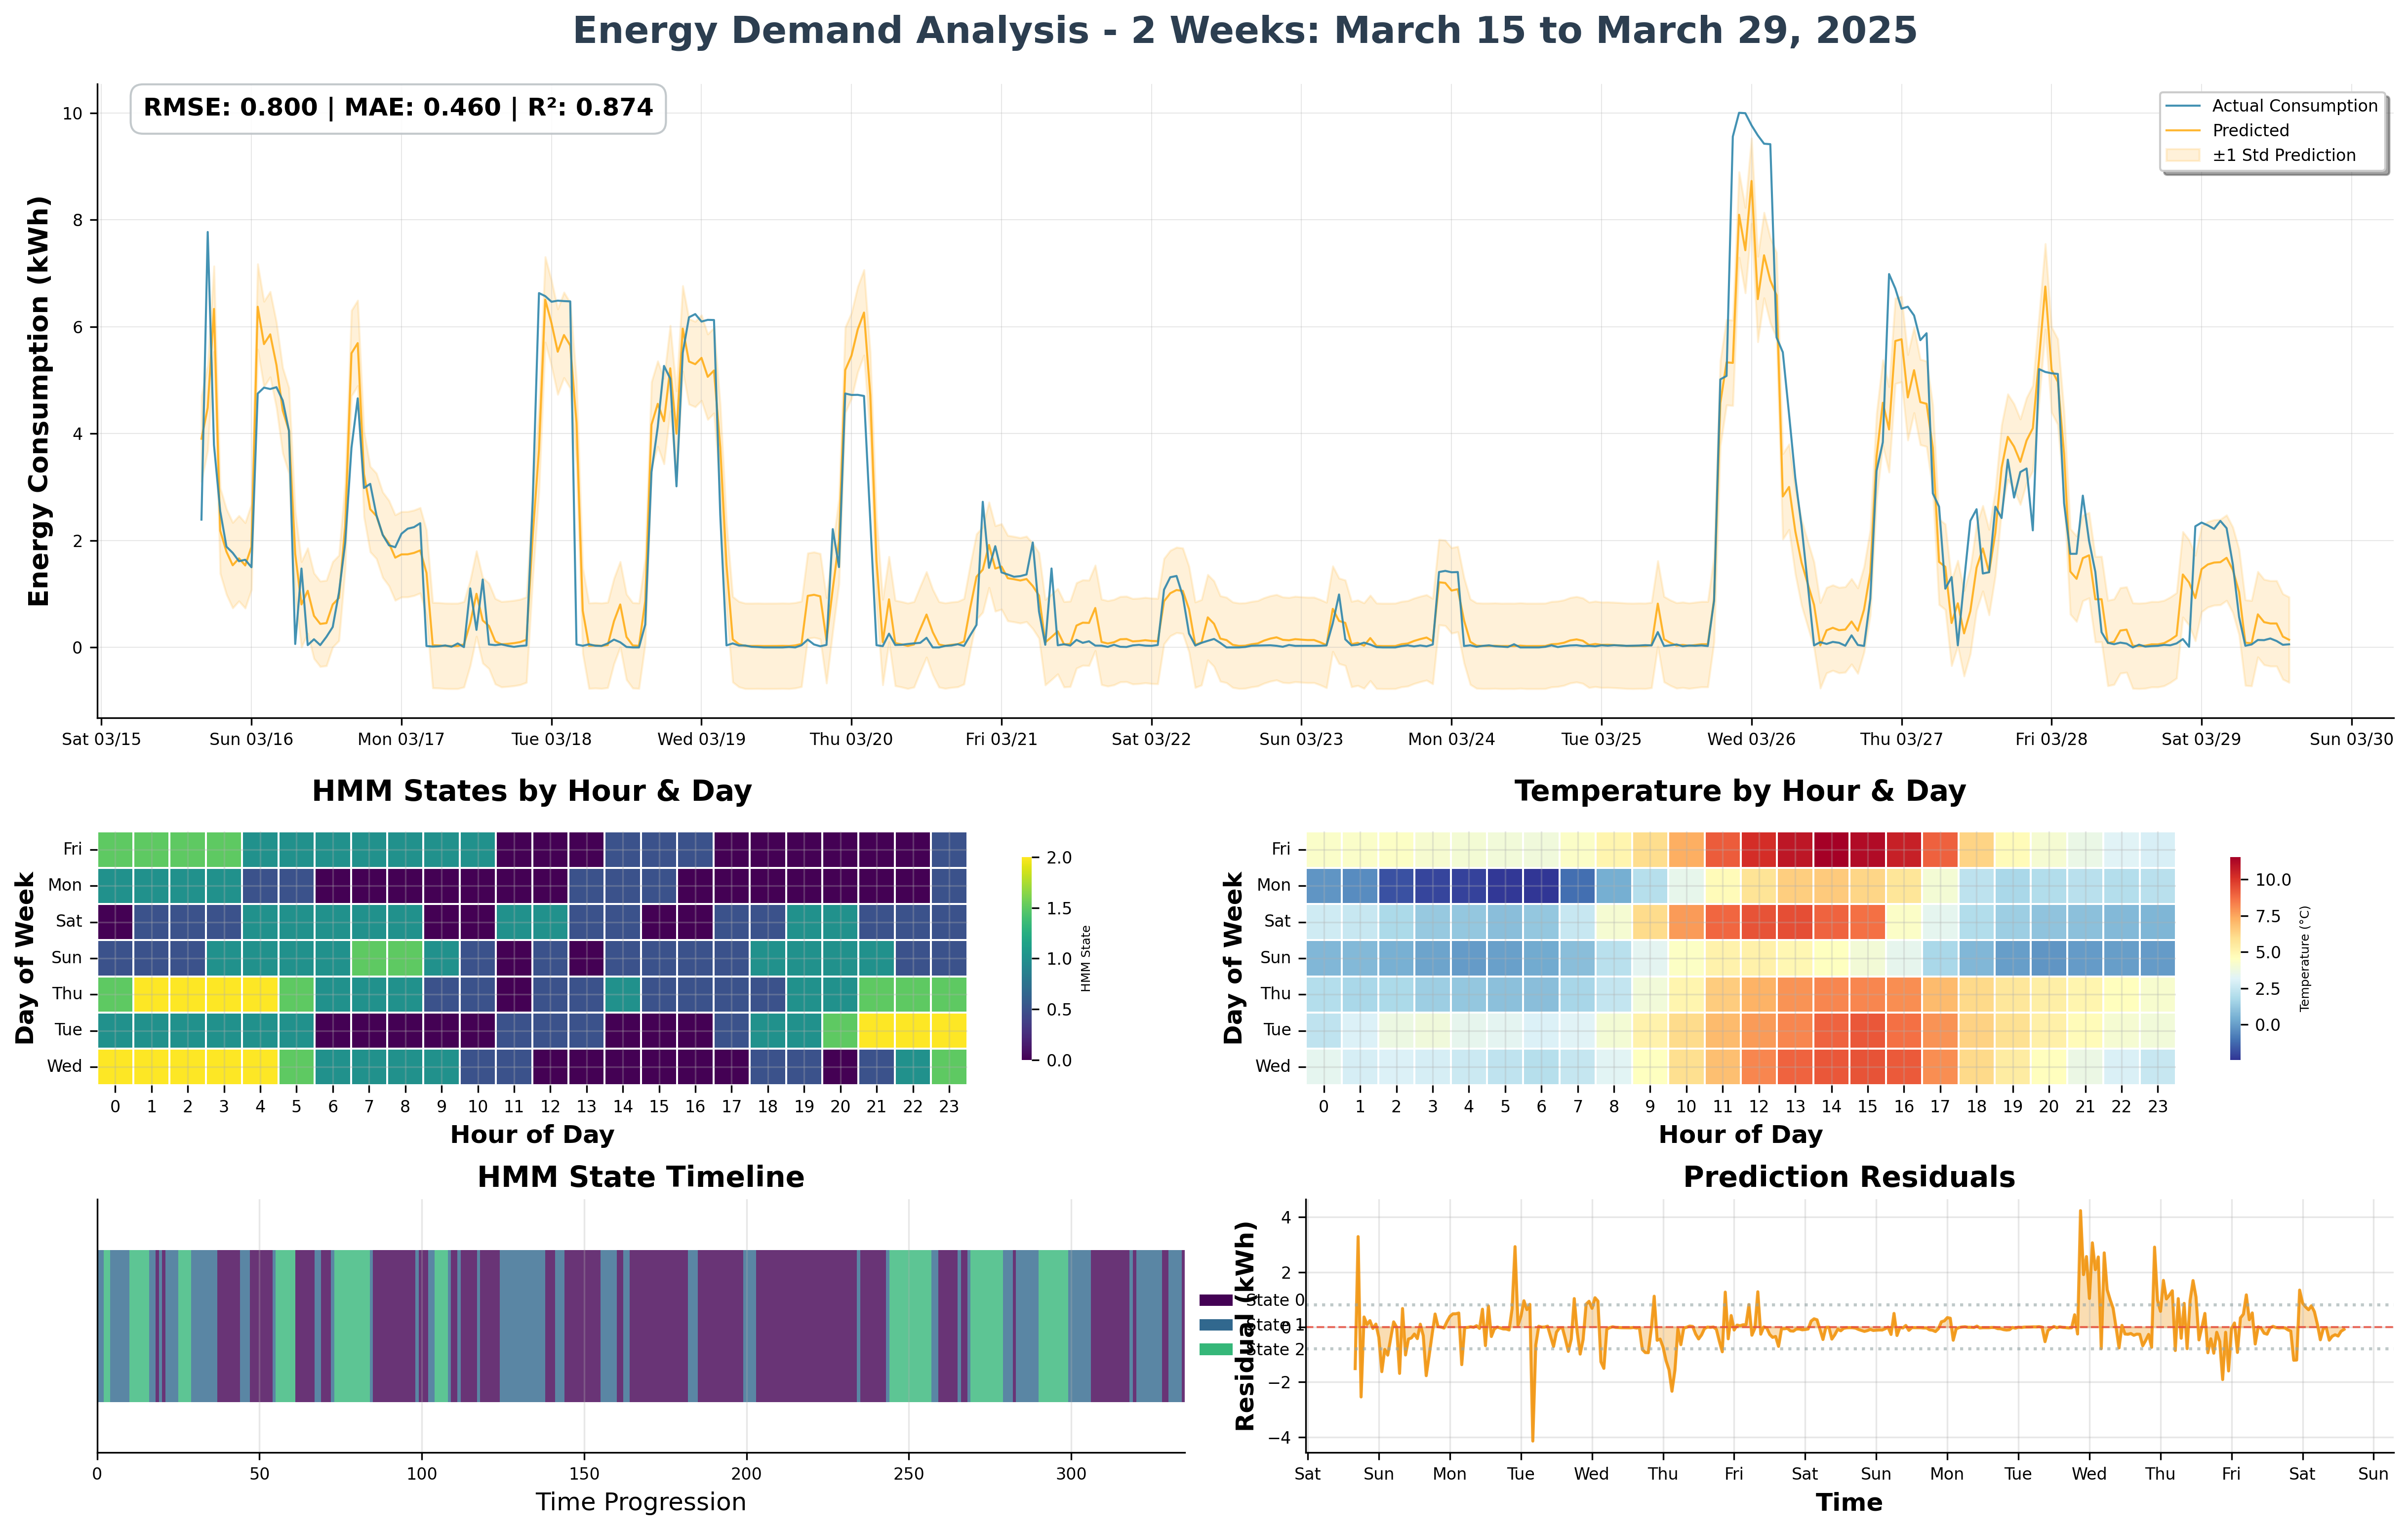 Energy Demand Analysis - 2 Weeks: March 15 to March 29, 2025
RMSE: 0.800 | MAE: 0.460 | R²: 0.874
Actual Consumption
Predicted
±1 Std Prediction
Energy Consumption (kWh)
10
8
6
4
2
0
Sat 03/15 Sun 03/16 Mon 03/17 Tue 03/18 Wed 03/19 Thu 03/20 Fri 03/21 Sat 03/22 Sun 03/23 Mon 03/24 Tue 03/25 Wed 03/26 Thu 03/27 Fri 03/28 Sat 03/29 Sun 03/30
HMM States by Hour & Day
Day of Week
Fri
Mon
Sat
Sun
Thu
Tue
Wed
0 1 2 3 4 5 6 7 8 9 10 11 12 13 14 15 16 17 18 19 20 21 22 23
Hour of Day
2.0
1.5
1.0
0.5
0.0
HMM State
Temperature by Hour & Day
Day of Week
Fri
Mon
Sat
Sun
Thu
Tue
Wed
0 1 2 3 4 5 6 7 8 9 10 11 12 13 14 15 16 17 18 19 20 21 22 23
Hour of Day
10.0
7.5
5.0
2.5
0.0
Temperature (°C)
HMM State Timeline
0 50 100 150 200 250 300
Time Progression
State 0
State 1
State 2
Prediction Residuals
Residual (kWh)
4
2
0
−2
−4
Sat Sun Mon Tue Wed Thu Fri Sat Sun Mon Tue Wed Thu Fri Sat Sun
Time